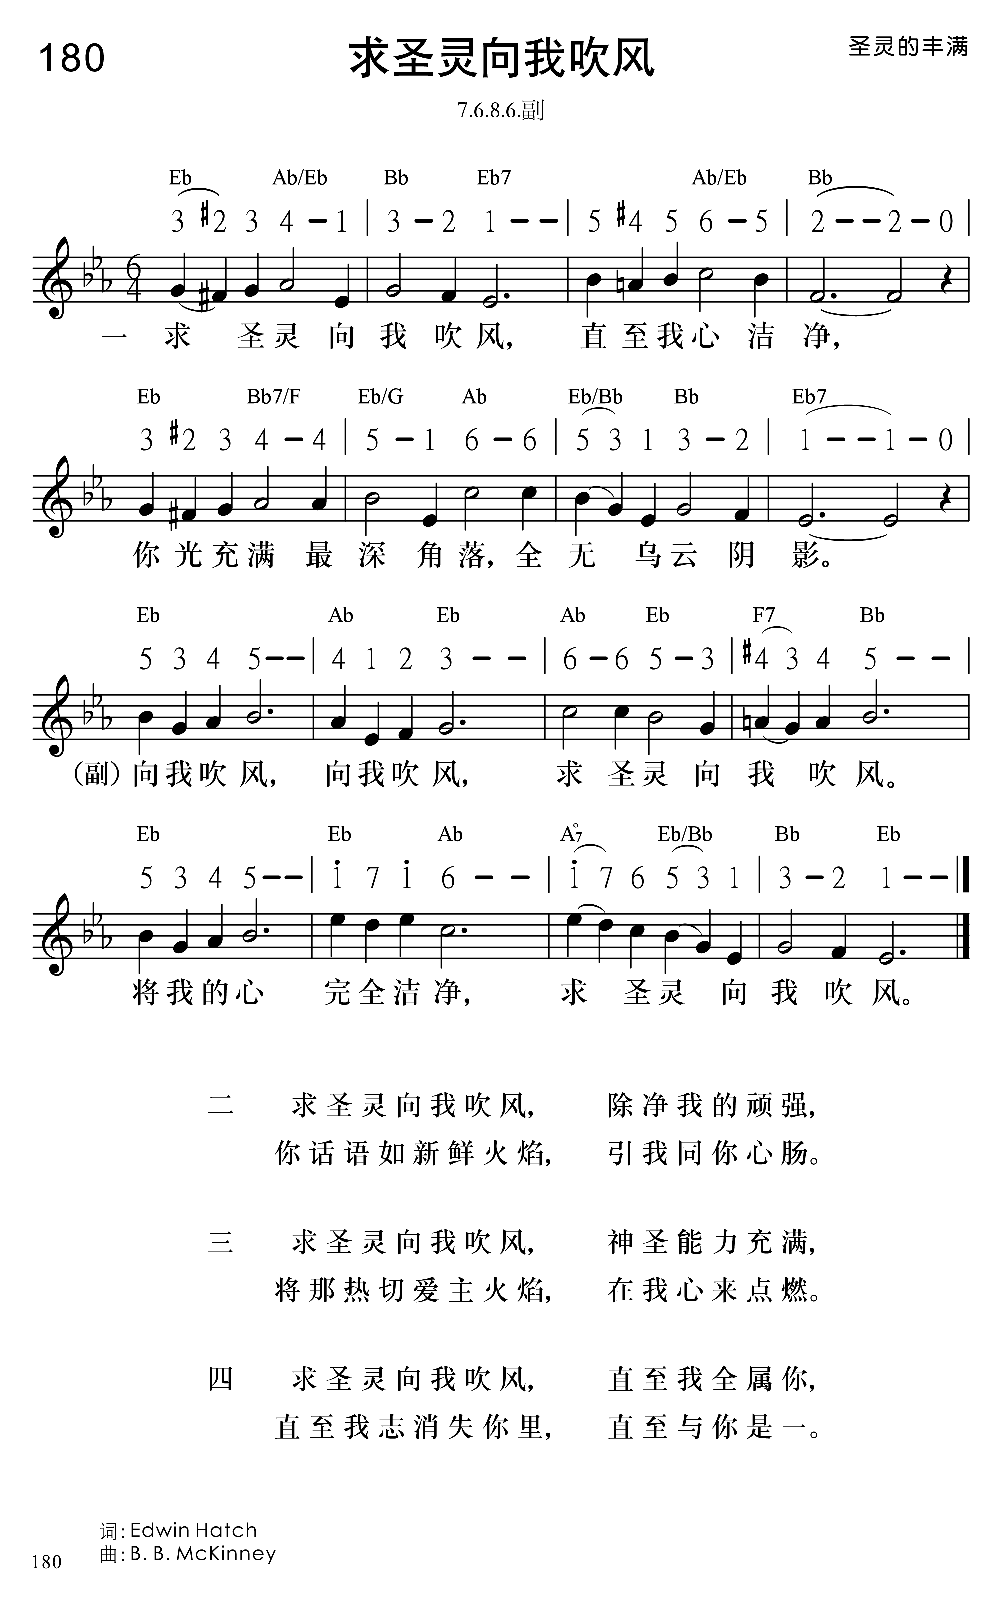 180
求圣灵向我吹风
圣灵的丰满
7.6.8.6.副
Eb Ab/Eb Bb Eb7 Ab/Eb Bb
3 #2 3 4 – 1 | 3 – 2 1 – – | 5 #4 5 6 – 5 | 2 – – 2 – 0 |
6
4
一 求 圣灵 向 我 吹 风， 直至我心 洁 净，
Eb Bb7/F Eb/G Ab Eb/Bb Bb Eb7
3 #2 3 4 – 4 | 5 – 1 6 – 6 | 5 3 1 3 – 2 | 1 – – 1 – 0 |
你光充满 最 深 角 落，全 无 乌云 阴 影。
Eb Ab Eb Ab Eb F7 Bb
5 3 4 5 – – | 4 1 2 3 – – | 6 – 6 5 – 3 | #4 3 4 5 – – |
（副）向我吹 风， 向我吹 风， 求 圣灵 向 我 吹 风。
Eb Eb Ab A°7 Eb/Bb Bb Eb
5 3 4 5 – – | i 7 i 6 – – | i 7 6 5 3 1 | 3 – 2 1 – – ‖
将我的心 完全洁 净， 求 圣灵 向 我 吹 风。
二 求圣灵向我吹风， 除净我的顽强，
你话语如新鲜火焰， 引我同你心肠。
三 求圣灵向我吹风， 神圣能力充满，
将那热切爱主火焰， 在我心来点燃。
四 求圣灵向我吹风， 直至我全属你，
直至我志消失你里， 直至与你是一。
词：Edwin Hatch
曲：B. B. McKinney
180